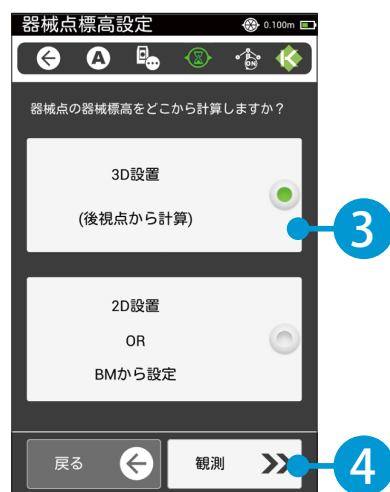 器械点標高設定 0.100m
A ON
器械点の器械標高をどこから計算しますか？
3D設置
(後視点から計算)
3
2D設置
OR
BMから設定
戻る 観測 4